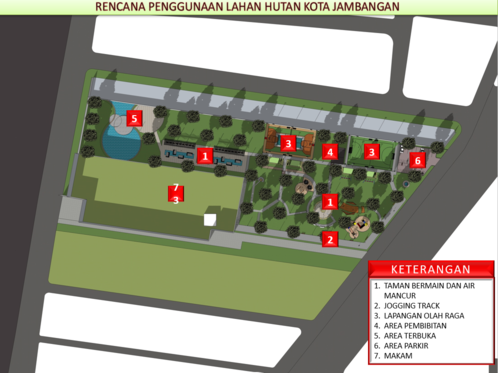 RENCANA PENGGUNAAN LAHAN HUTAN KOTA JAMBANGAN
5
1
3
4
3
6
7
3
1
2
KETERANGAN
1. TAMAN BERMAIN DAN AIR
MANCUR
2. JOGGING TRACK
3. LAPANGAN OLAH RAGA
4. AREA PEMBIBITAN
5. AREA TERBUKA
6. AREA PARKIR
7. MAKAM